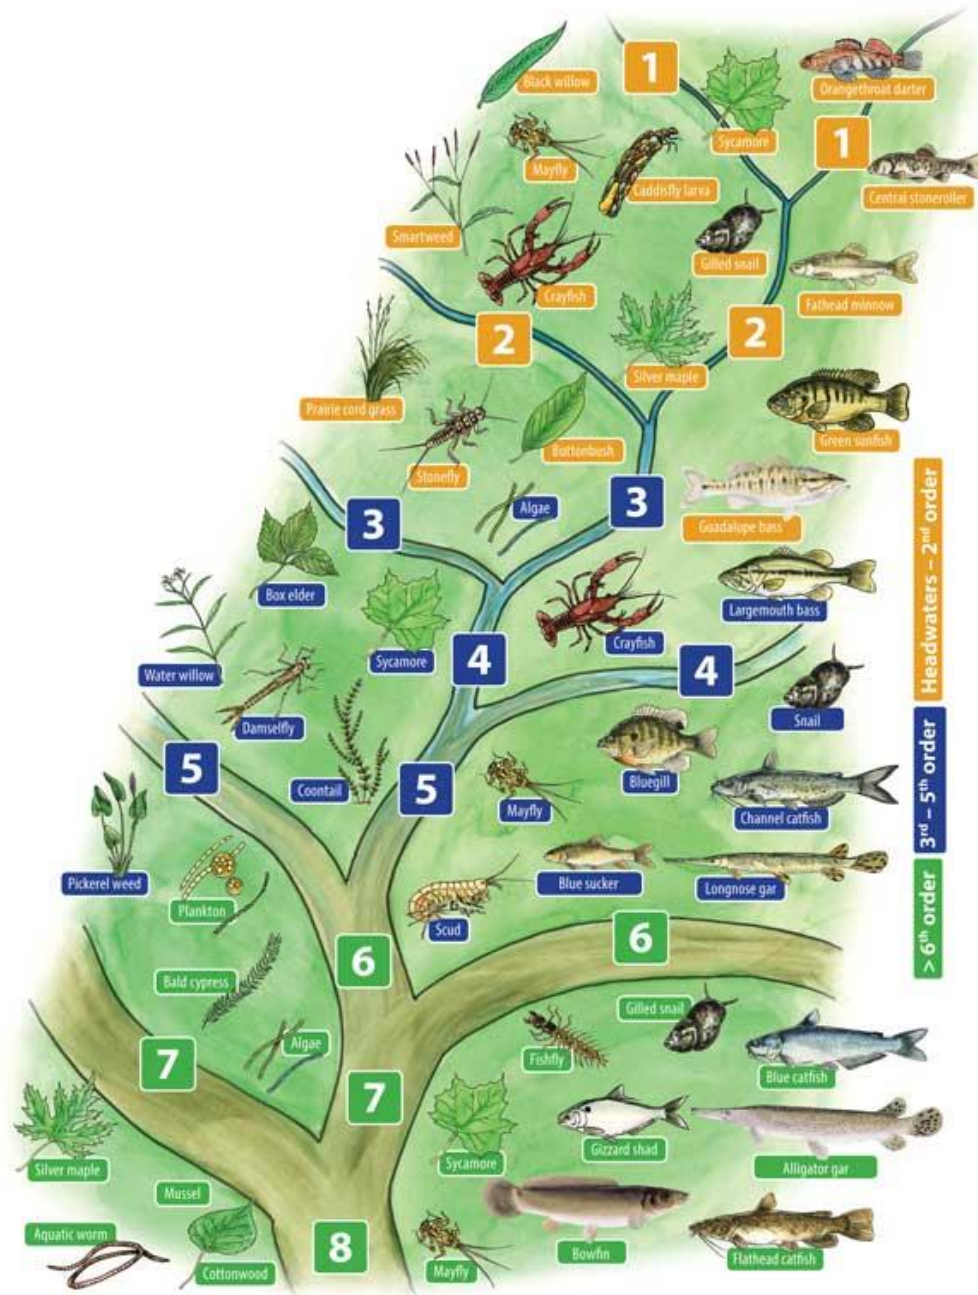 1
Black willow
Orangethroat darter
Sycamore
1
Mayfly
Caddisfly larva
Central stoneroller
Smartweed
Gilled snail
Crayfish
Fathead minnow
2
2
Silver maple
Prairie cord grass
Green sunfish
Buttonbush
Stonefly
Algae
3
3
Guadalupe bass
Box elder
Largemouth bass
Crayfish
Sycamore
4
4
Water willow
Snail
Damselfly
5
5
Bluegill
Coontail
Mayfly
Channel catfish
Pickerel weed
Blue sucker
Longnose gar
Plankton
Scud
6
6
Bald cypress
Gilled snail
Algae
Fishfly
7
Blue catfish
7
Gizzard shad
Sycamore
Silver maple
Alligator gar
Mussel
Aquatic worm
8
Bowfin
Flathead catfish
Cottonwood
Mayfly
Headwaters – 2nd order
3rd – 5th order
> 6th order